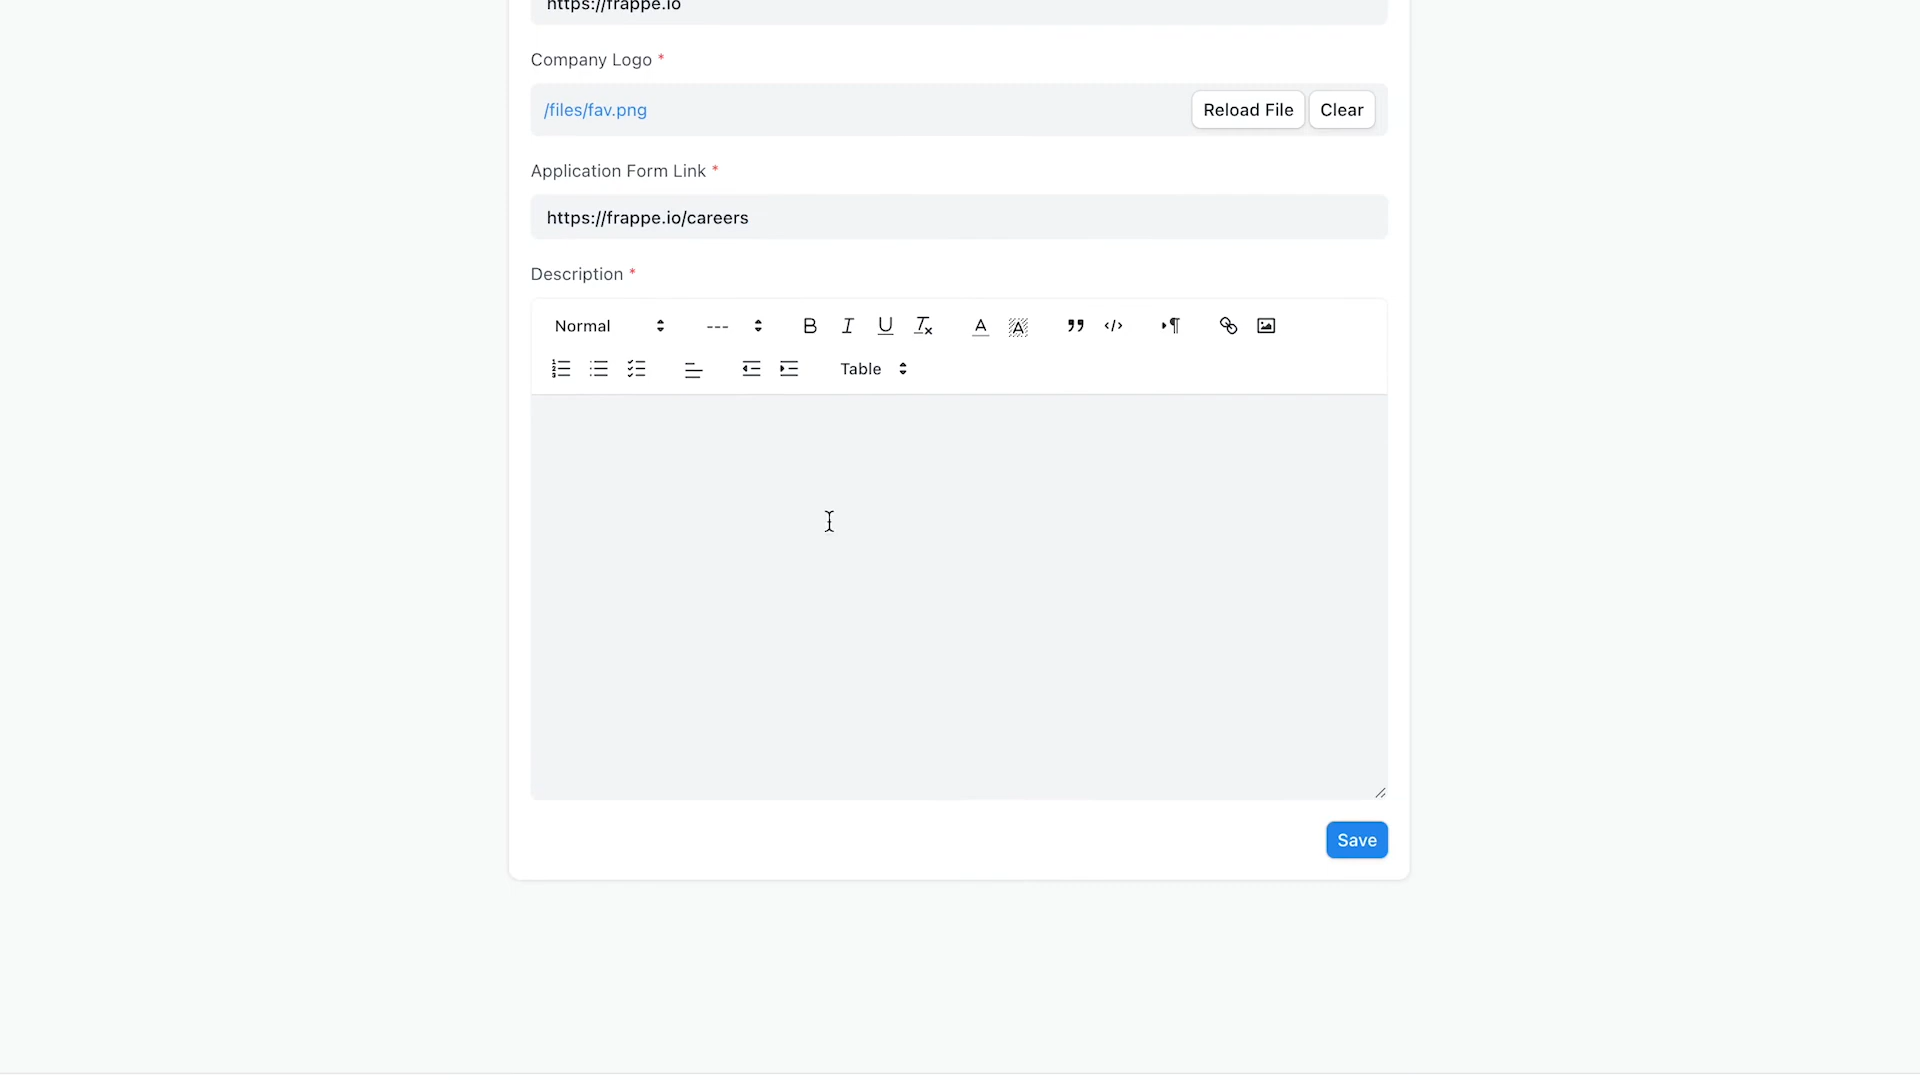 https://frappe.io
Company Logo *
/files/fav.png Reload File Clear
Application Form Link *
https://frappe.io/careers
Description *
Normal ---
Table
Save